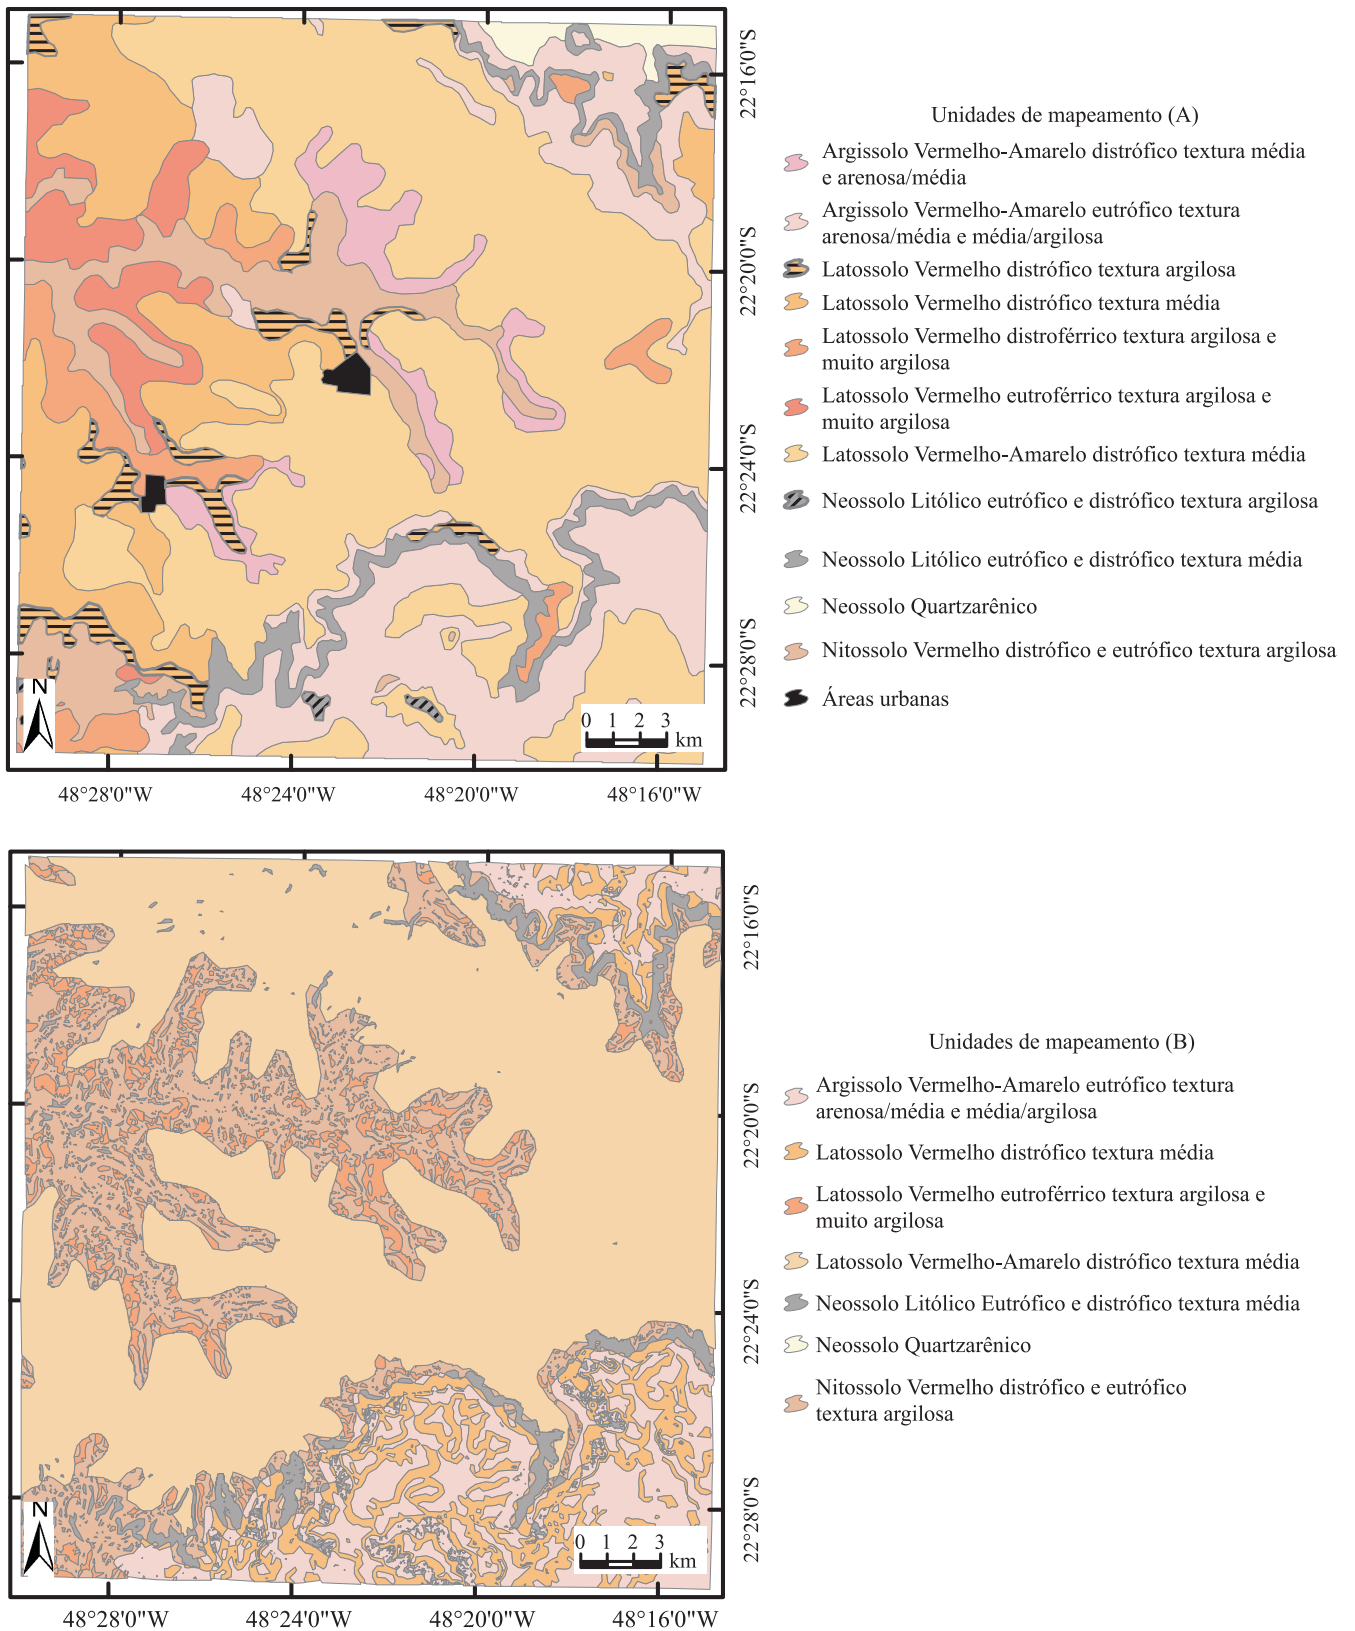 Unidades de mapeamento (A)
Argissolo Vermelho-Amarelo distrófico textura média
e arenosa/média
Argissolo Vermelho-Amarelo eutrófico textura
arenosa/média e média/argilosa
Latossolo Vermelho distrófico textura argilosa
Latossolo Vermelho distrófico textura média
Latossolo Vermelho distroférrico textura argilosa e
muito argilosa
Latossolo Vermelho eutroférrico textura argilosa e
muito argilosa
Latossolo Vermelho-Amarelo distrófico textura média
Neossolo Litólico eutrófico e distrófico textura argilosa
Neossolo Litólico eutrófico e distrófico textura média
Neossolo Quartzarênico
Nitossolo Vermelho distrófico e eutrófico textura argilosa
Áreas urbanas
22°16'0"S
22°20'0"S
22°24'0"S
22°28'0"S
N
0 1 2 3
km
48°28'0"W 48°24'0"W 48°20'0"W 48°16'0"W
Unidades de mapeamento (B)
Argissolo Vermelho-Amarelo eutrófico textura
arenosa/média e média/argilosa
Latossolo Vermelho distrófico textura média
Latossolo Vermelho eutroférrico textura argilosa e
muito argilosa
Latossolo Vermelho-Amarelo distrófico textura média
Neossolo Litólico Eutrófico e distrófico textura média
Neossolo Quartzarênico
Nitossolo Vermelho distrófico e eutrófico
textura argilosa
22°16'0"S
22°20'0"S
22°24'0"S
22°28'0"S
N
0 1 2 3
km
48°28'0"W 48°24'0"W 48°20'0"W 48°16'0"W